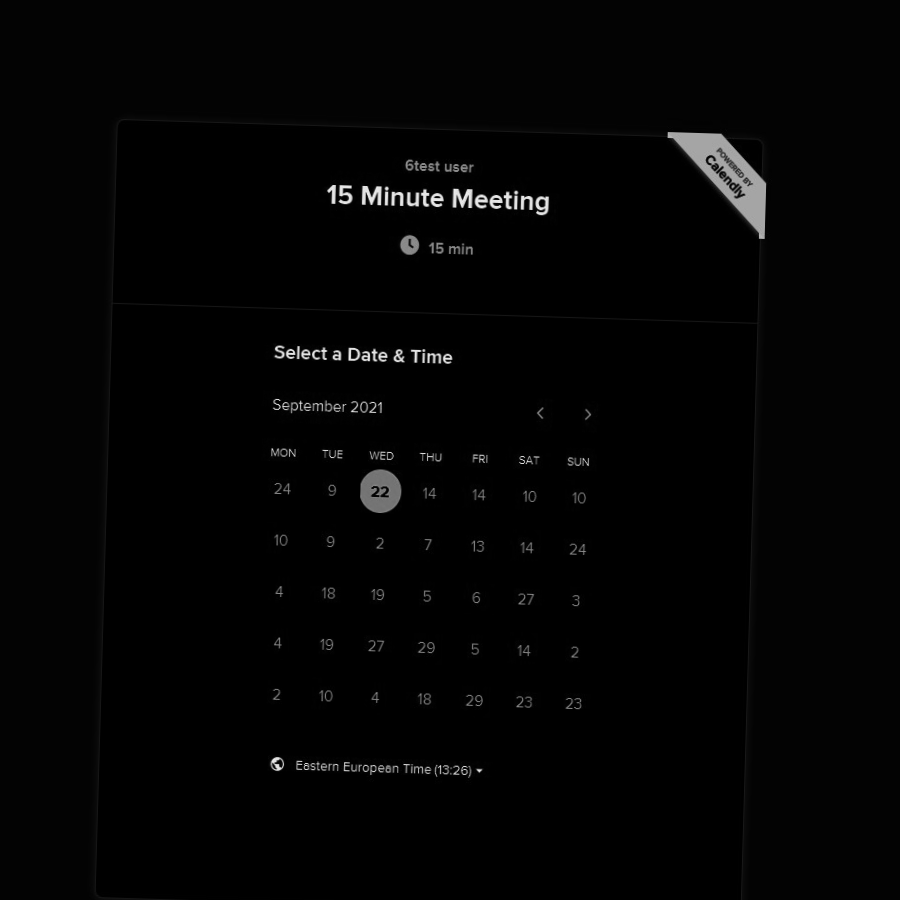 POWERED BY
Calendly
6test user
15 Minute Meeting
15 min
Select a Date & Time
September 2021
MON TUE WED THU FRI SAT SUN
24 9 22 14 14 10 10
10 9 2 7 13 14 24
4 18 19 5 6 27 3
4 19 27 29 5 14 2
2 10 4 18 29 23 23
Eastern European Time (13:26)